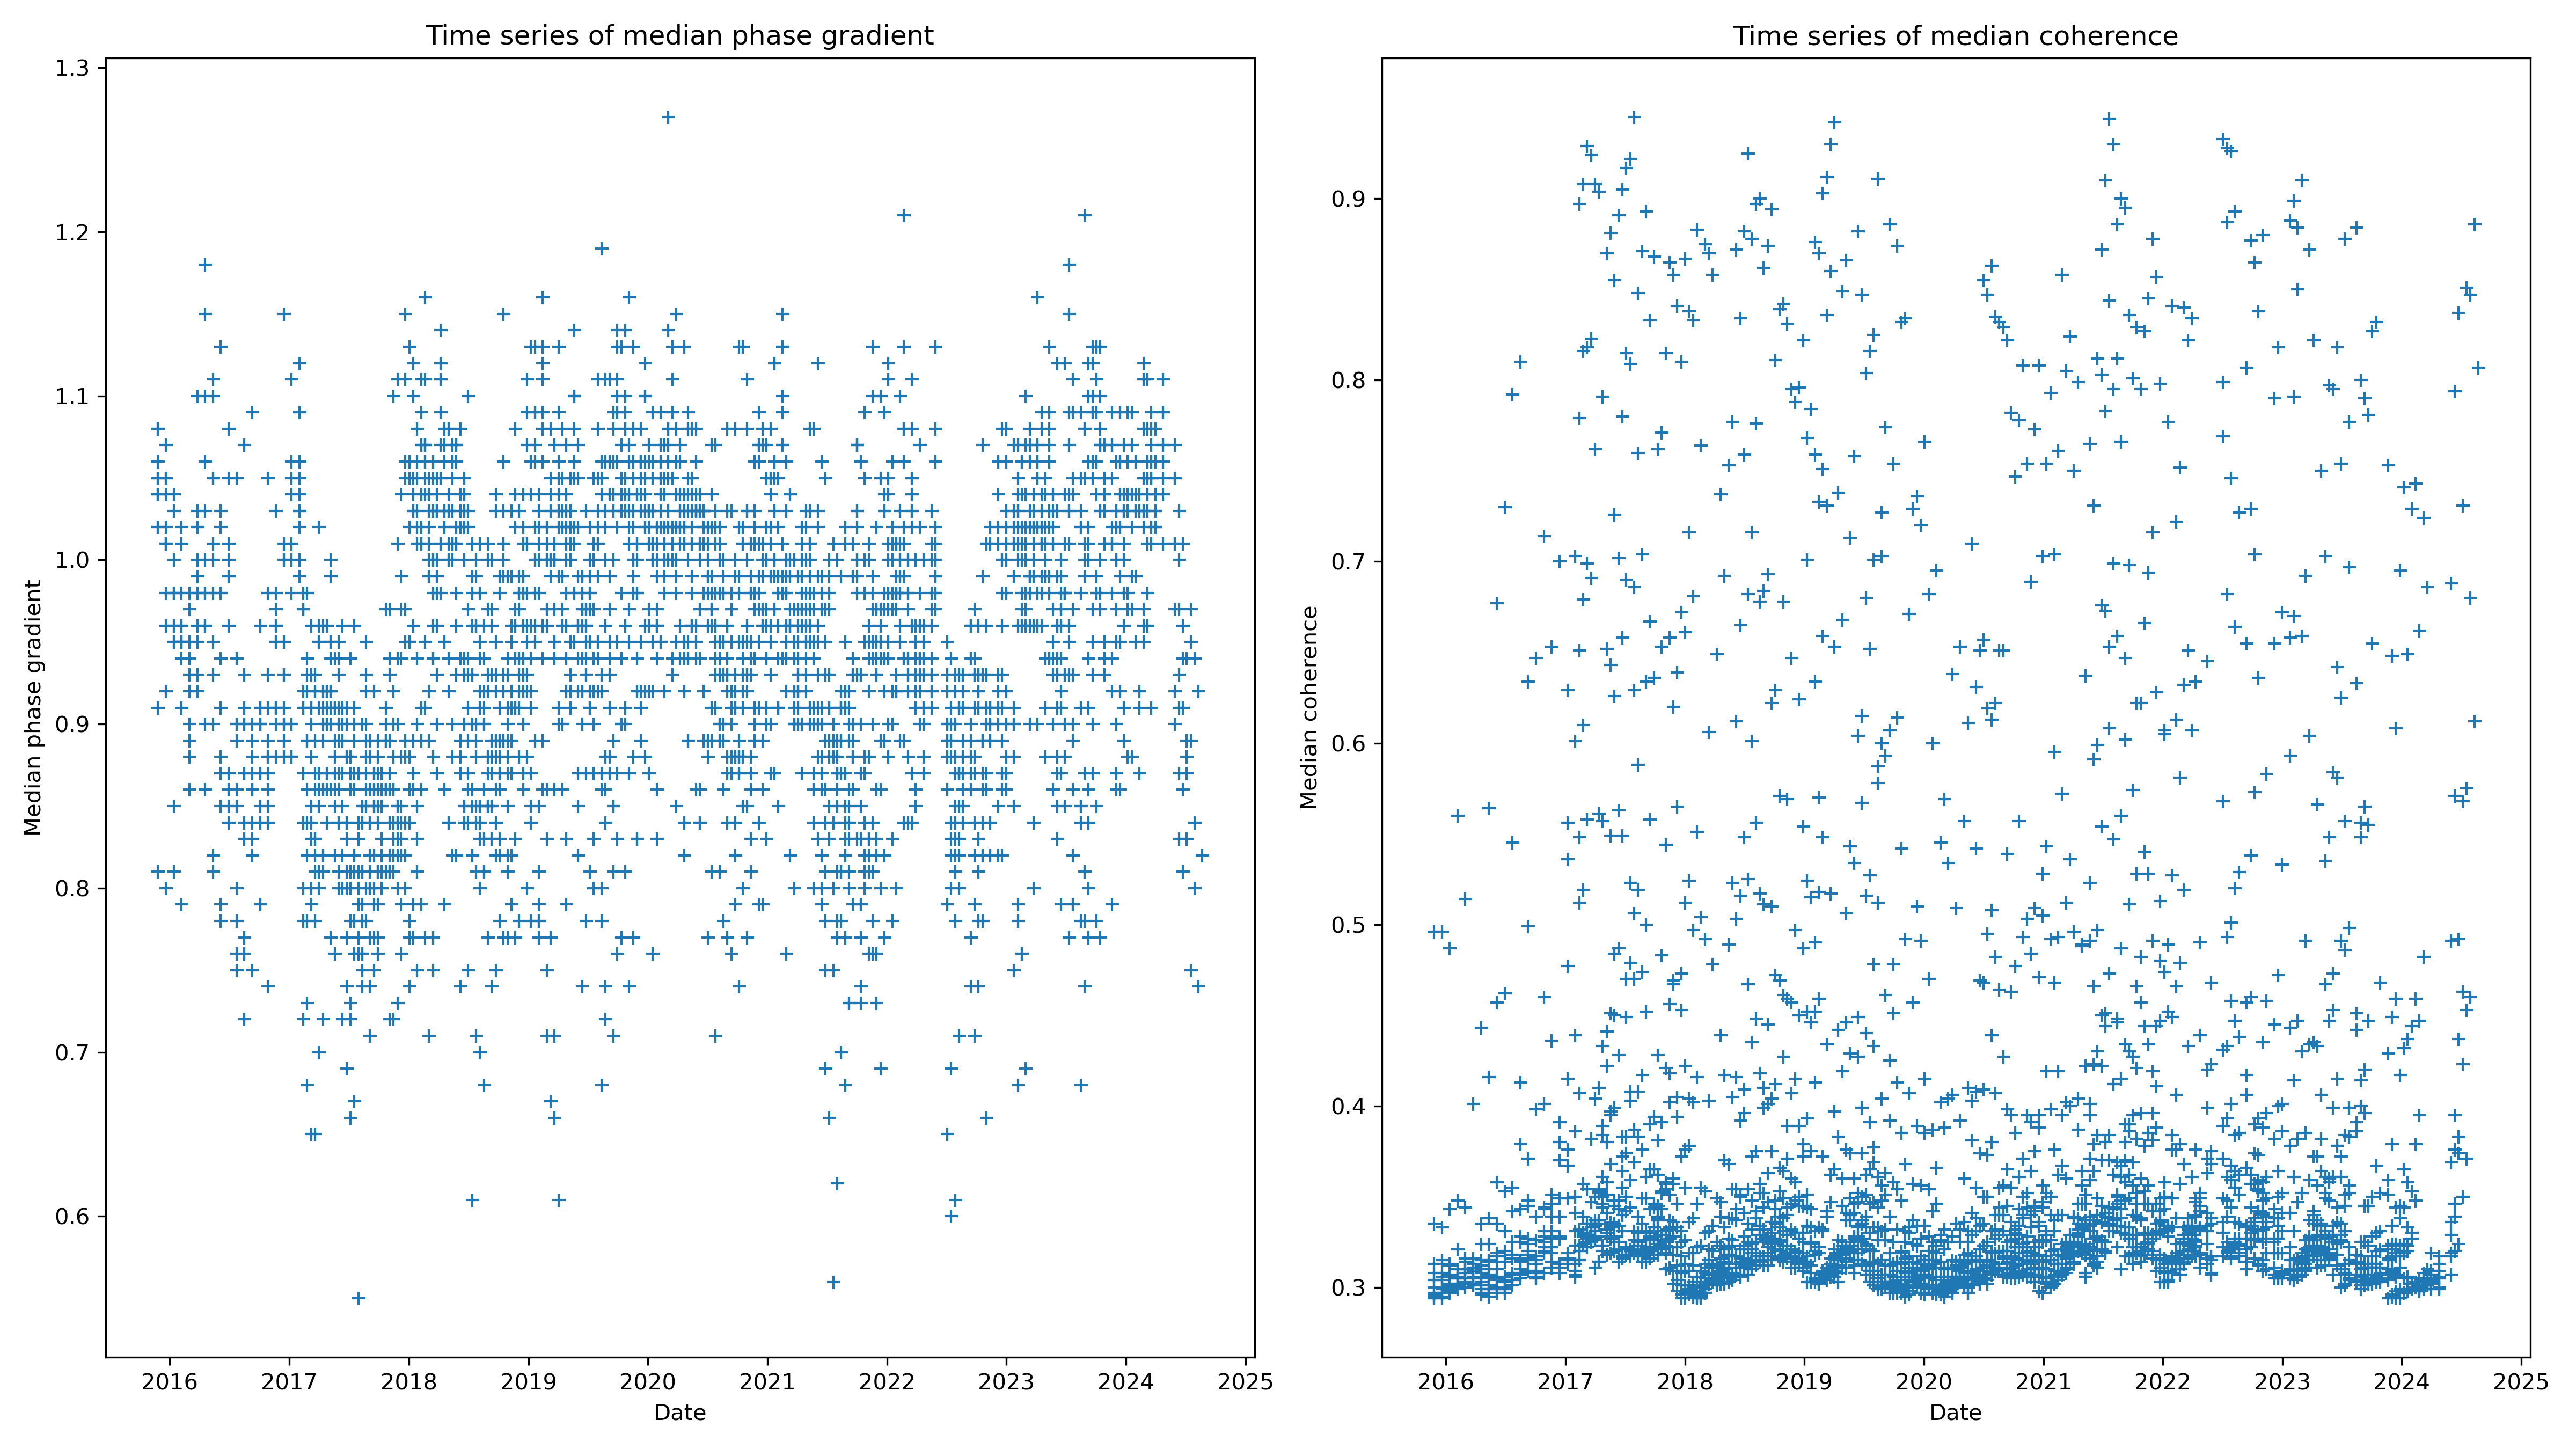 Time series of median phase gradient
Median phase gradient
1.3
1.2
1.1
1.0
0.9
0.8
0.7
0.6
2016 2017 2018 2019 2020 2021 2022 2023 2024 2025
Date
Time series of median coherence
Median coherence
0.9
0.8
0.7
0.6
0.5
0.4
0.3
2016 2017 2018 2019 2020 2021 2022 2023 2024 2025
Date